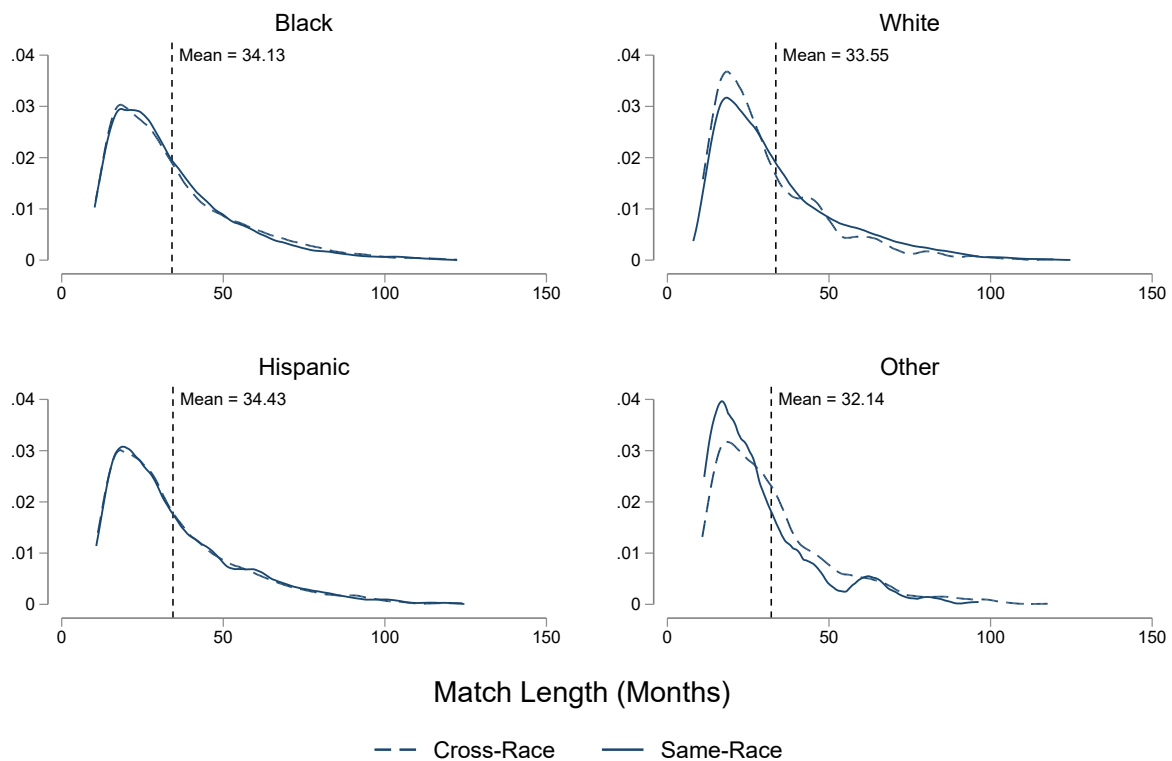 Black
Mean = 34.13
.04
.03
.02
.01
0
0 50 100 150
White
Mean = 33.55
.04
.03
.02
.01
0
0 50 100 150
Hispanic
Mean = 34.43
.04
.03
.02
.01
0
0 50 100 150
Other
Mean = 32.14
.04
.03
.02
.01
0
0 50 100 150
Match Length (Months)
Cross-Race Same-Race